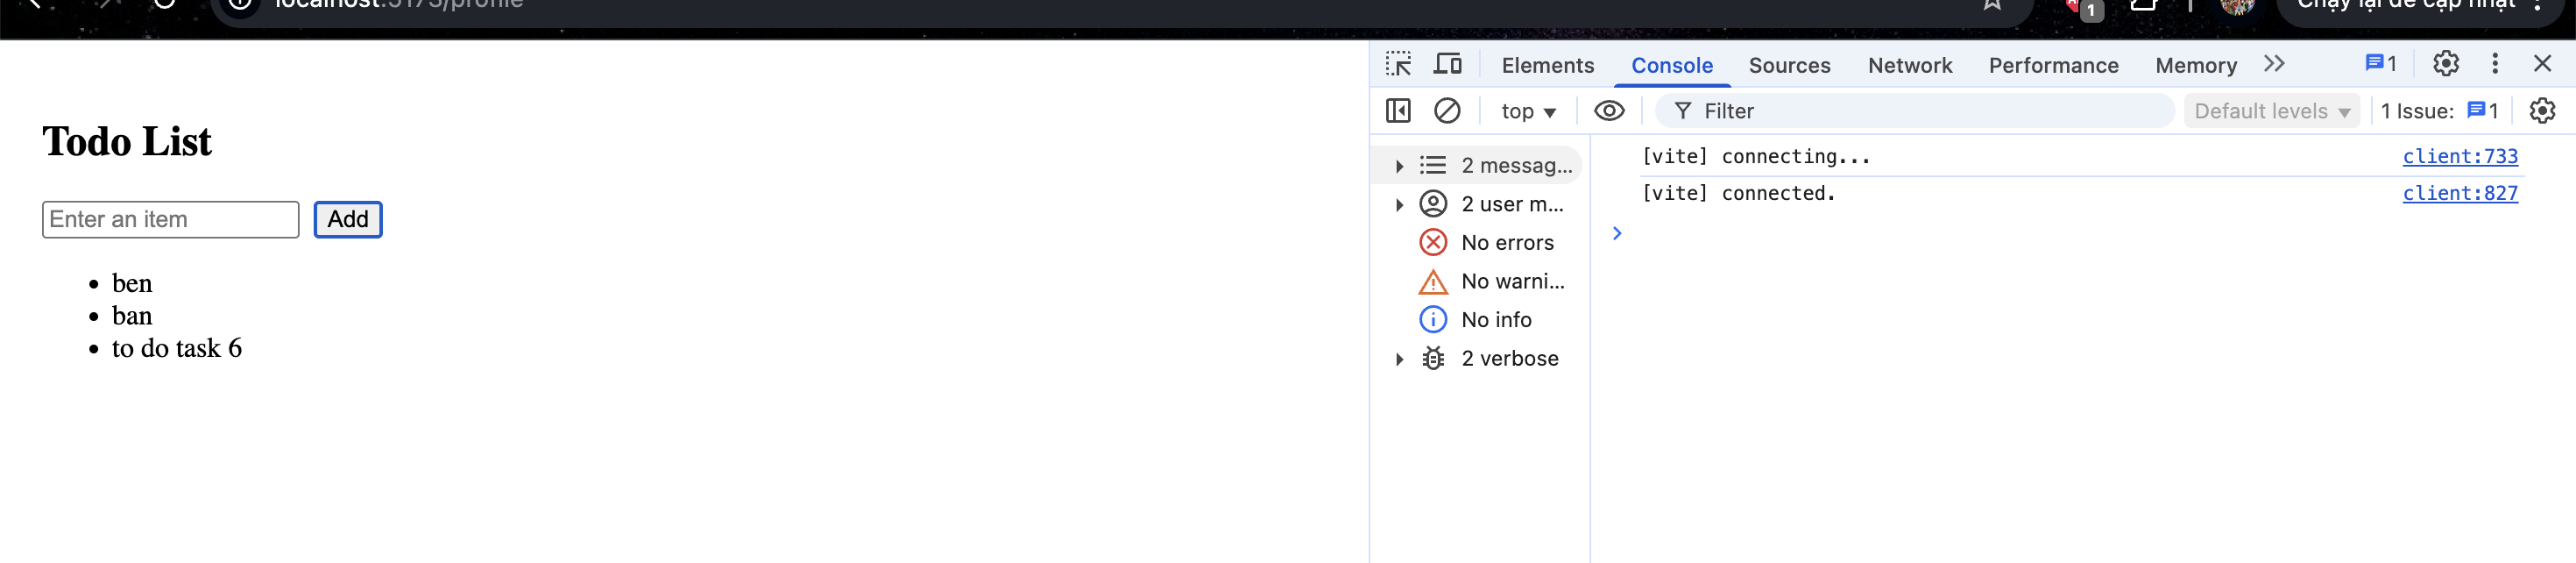 localhost:5173/profile
1
Chạy lại để cập nhật
Elements
Console
Sources
Network
Performance
Memory
1
top
Filter
Default levels
1 Issue:
1
Todo List
Enter an item
Add
ben
ban
to do task 6
2 messag...
2 user m...
No errors
No warni...
No info
2 verbose
[vite] connecting...
client:733
[vite] connected.
client:827